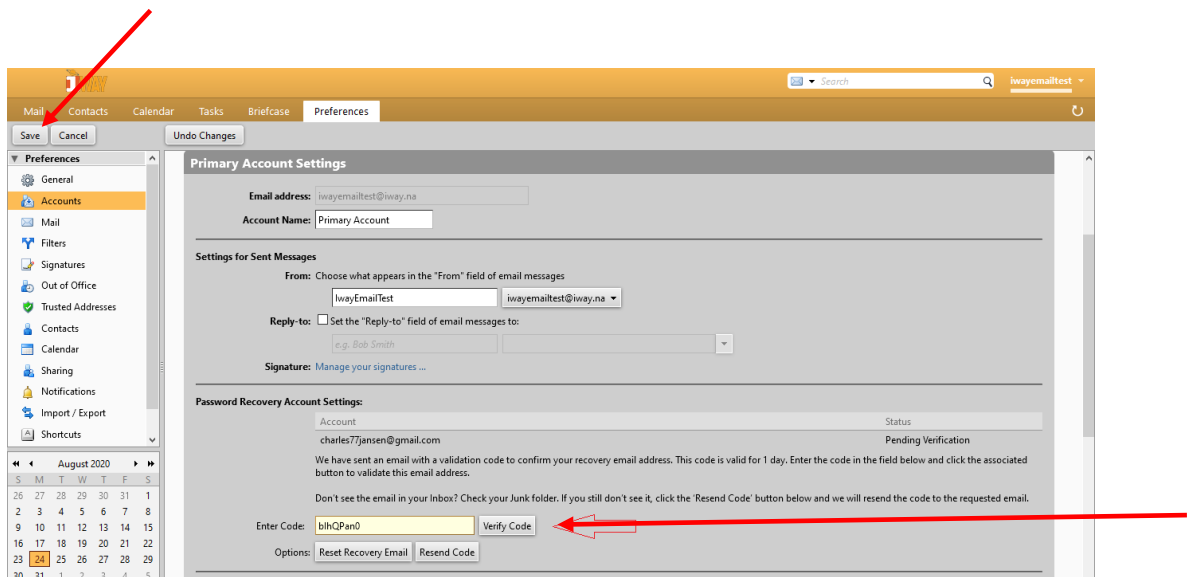 iWAY
Search
iwayemailtest
Mail Contacts Calendar Tasks Briefcase Preferences
Save Cancel Undo Changes
Preferences
General
Accounts
Mail
Filters
Signatures
Out of Office
Trusted Addresses
Contacts
Calendar
Sharing
Notifications
Import / Export
Shortcuts
August 2020
S M T W T F S
26 27 28 29 30 31 1
2 3 4 5 6 7 8
9 10 11 12 13 14 15
16 17 18 19 20 21 22
23 24 25 26 27 28 29
30 31 1 2 3 4 5
Primary Account Settings
Email address: iwayemailtest@iway.na
Account Name: Primary Account
Settings for Sent Messages
From: Choose what appears in the "From" field of email messages
IwayEmailTest iwayemailtest@iway.na
Reply-to: Set the "Reply-to" field of email messages to:
e.g. Bob Smith
Signature: Manage your signatures ...
Password Recovery Account Settings:
Account Status
charles77jansen@gmail.com Pending Verification
We have sent an email with a validation code to confirm your recovery email address. This code is valid for 1 day. Enter the code in the field below and click the associated
button to validate this email address.
Don't see the email in your Inbox? Check your Junk folder. If you still don't see it, click the 'Resend Code' button below and we will resend the code to the requested email.
Enter Code: blhQPan0 Verify Code
Options: Reset Recovery Email Resend Code